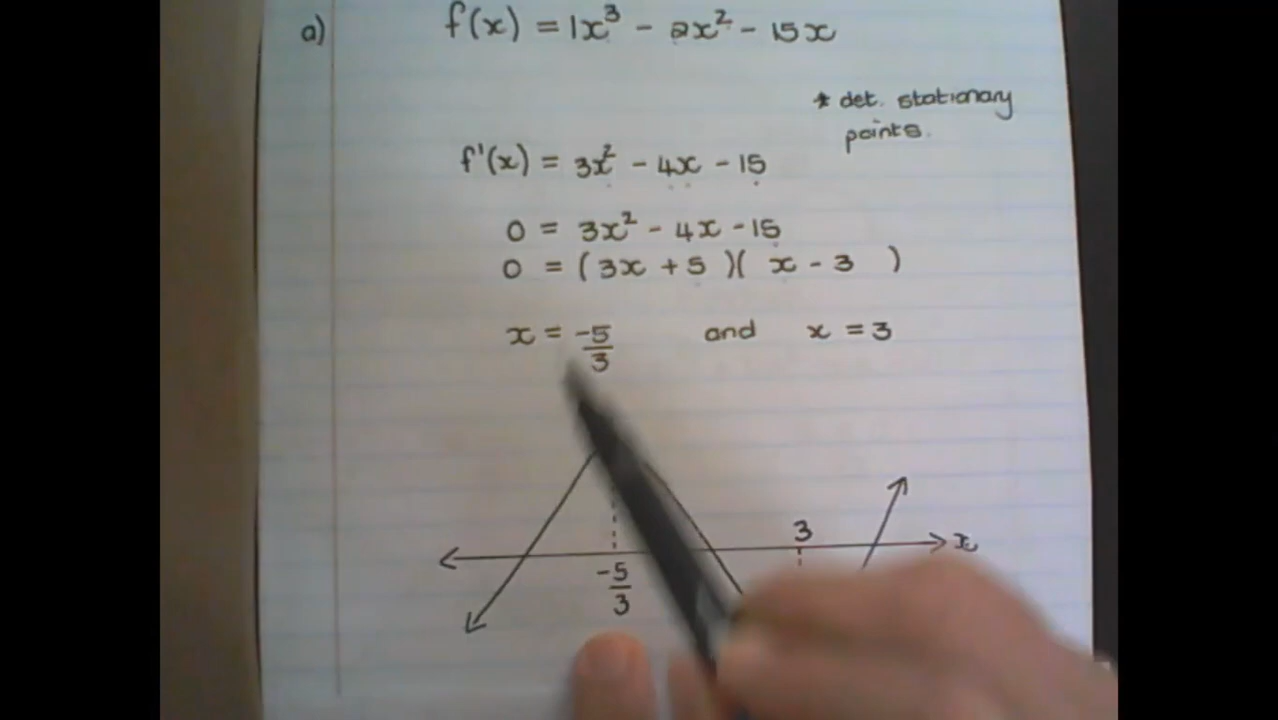 a) f(x) = 1x³ - 2x² - 15x
* det. stationary
points.
f'(x) = 3x² - 4x - 15
0 = 3x² - 4x - 15
0 = (3x + 5)(x - 3)
x = -5/3 and x = 3
3
x
-5/3